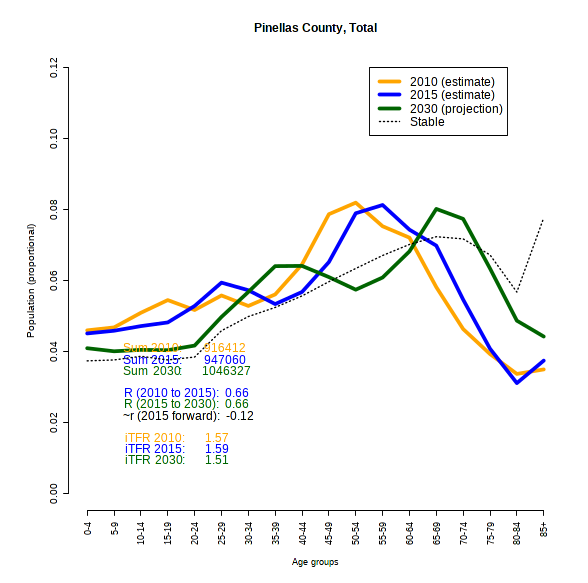 Pinellas County, Total
2010 (estimate)
2015 (estimate)
2030 (projection)
Stable
Population (proportional)
0.12
0.10
0.08
0.06
0.04
0.02
0.00
Sum 2010: 916412
Sum 2015: 947060
Sum 2030: 1046327
R (2010 to 2015): 0.66
R (2015 to 2030): 0.66
~r (2015 forward): -0.12
iTFR 2010: 1.57
iTFR 2015: 1.59
iTFR 2030: 1.51
0-4 5-9 10-14 15-19 20-24 25-29 30-34 35-39 40-44 45-49 50-54 55-59 60-64 65-69 70-74 75-79 80-84 85+
Age groups